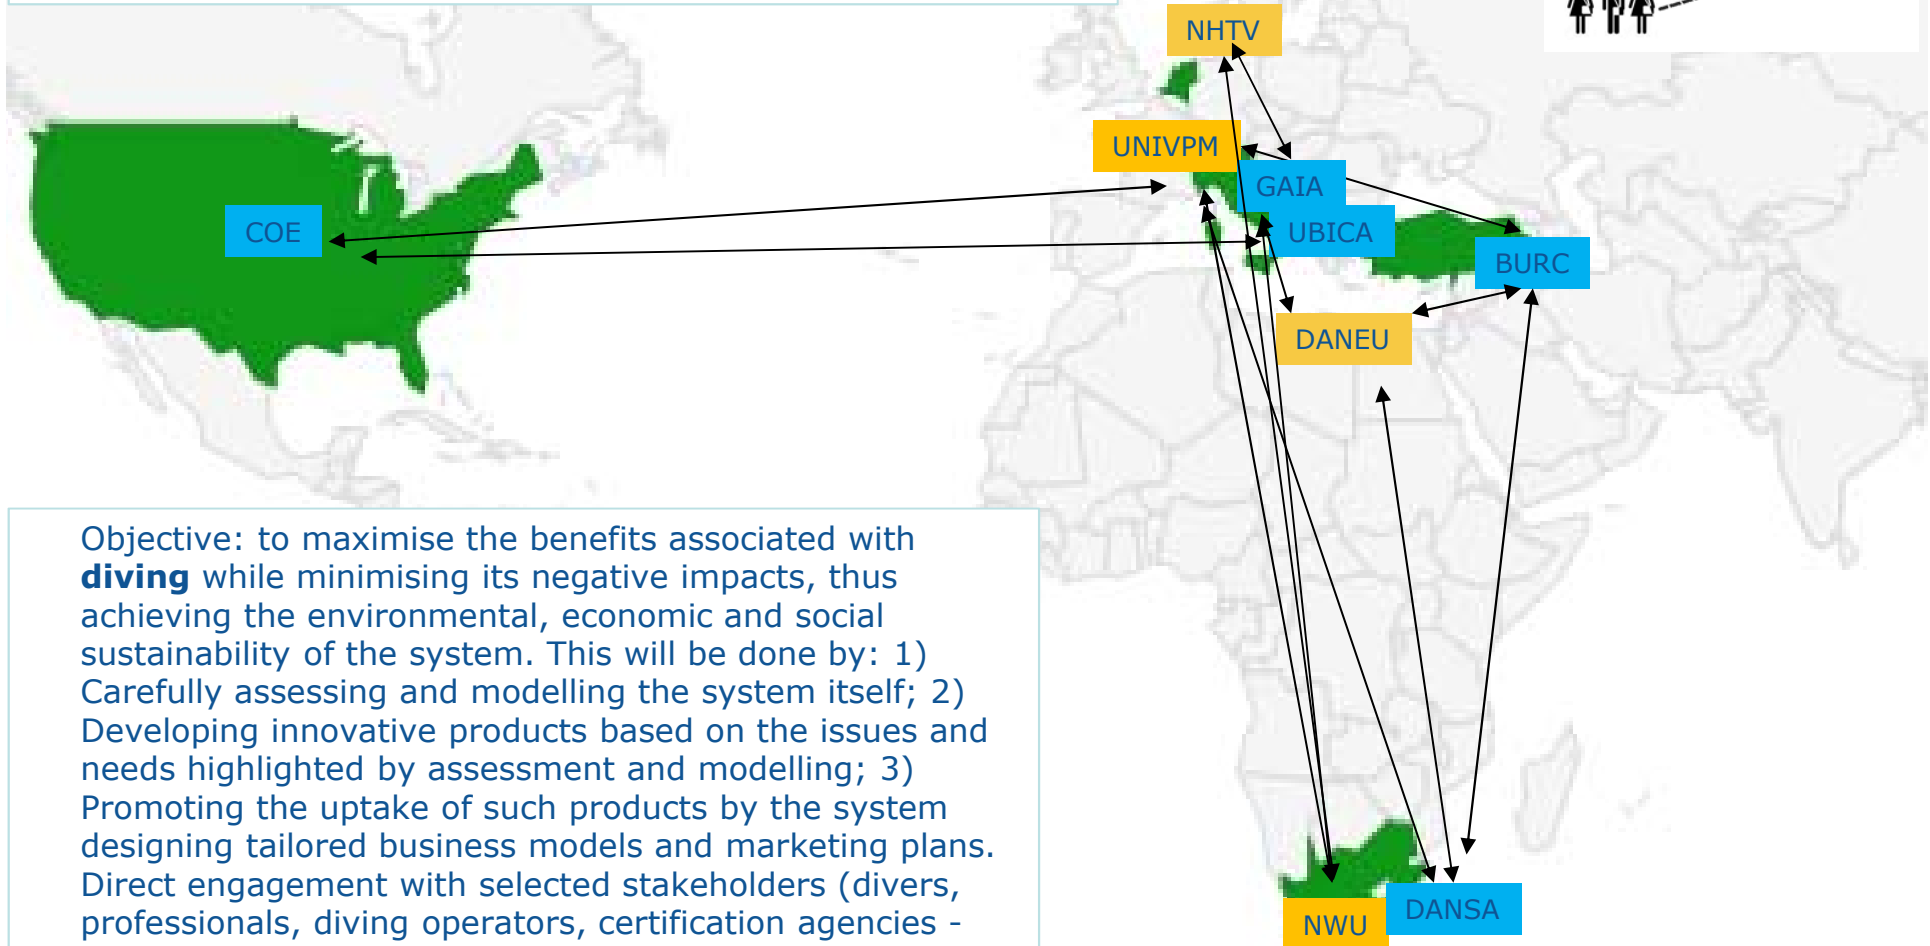 NHTV
UNIVPM
GAIA
COE
UBICA
BURC
DANEU
Objective: to maximise the benefits associated with
diving while minimising its negative impacts, thus
achieving the environmental, economic and social
sustainability of the system. This will be done by: 1)
Carefully assessing and modelling the system itself; 2)
Developing innovative products based on the issues and
needs highlighted by assessment and modelling; 3)
Promoting the uptake of such products by the system
designing tailored business models and marketing plans.
Direct engagement with selected stakeholders (divers,
professionals, diving operators, certification agencies -
DANSA
NWU